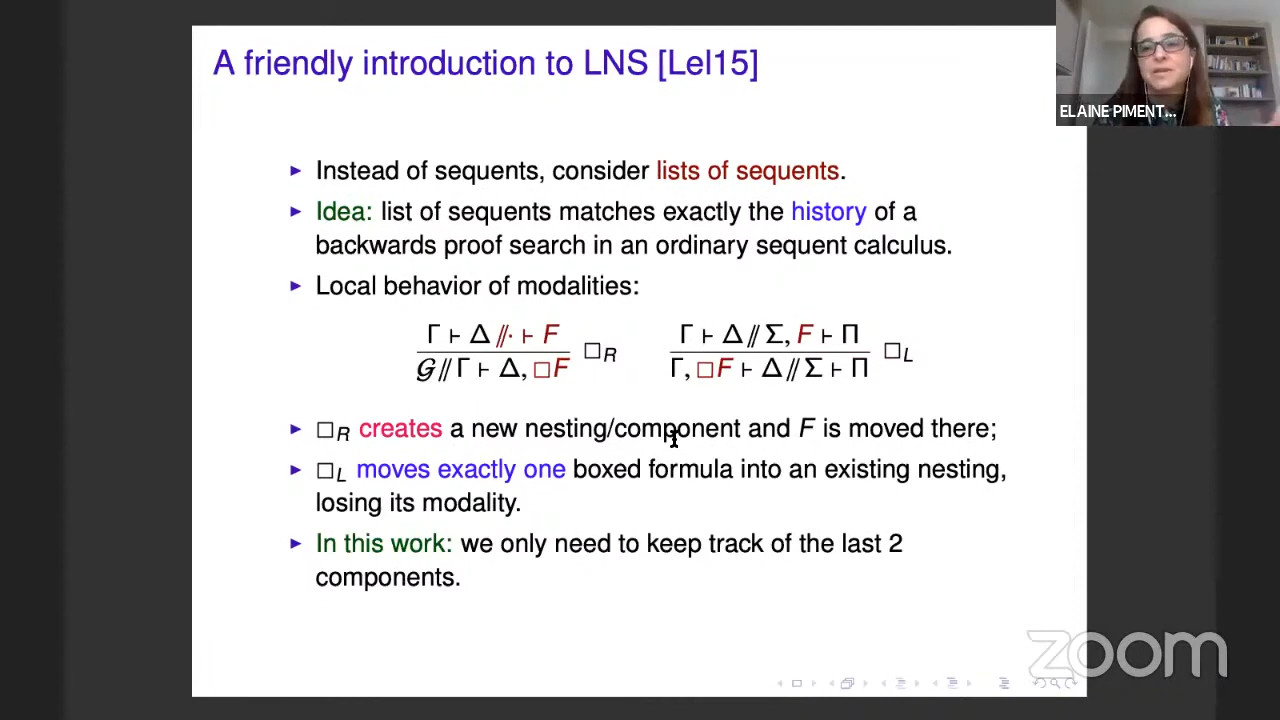 A friendly introduction to LNS [Lel15]
ELAINE PIMENT...
▶ Instead of sequents, consider lists of sequents.
▶ Idea: list of sequents matches exactly the history of a
backwards proof search in an ordinary sequent calculus.
▶ Local behavior of modalities:
Γ ⊢ Δ // · ⊢ F
𝒢 // Γ ⊢ Δ, □F
□R
Γ ⊢ Δ // Σ, F ⊢ Π
Γ, □F ⊢ Δ // Σ ⊢ Π
□L
▶ □R creates a new nesting/component and F is moved there;
▶ □L moves exactly one boxed formula into an existing nesting,
losing its modality.
▶ In this work: we only need to keep track of the last 2
components.
zoom